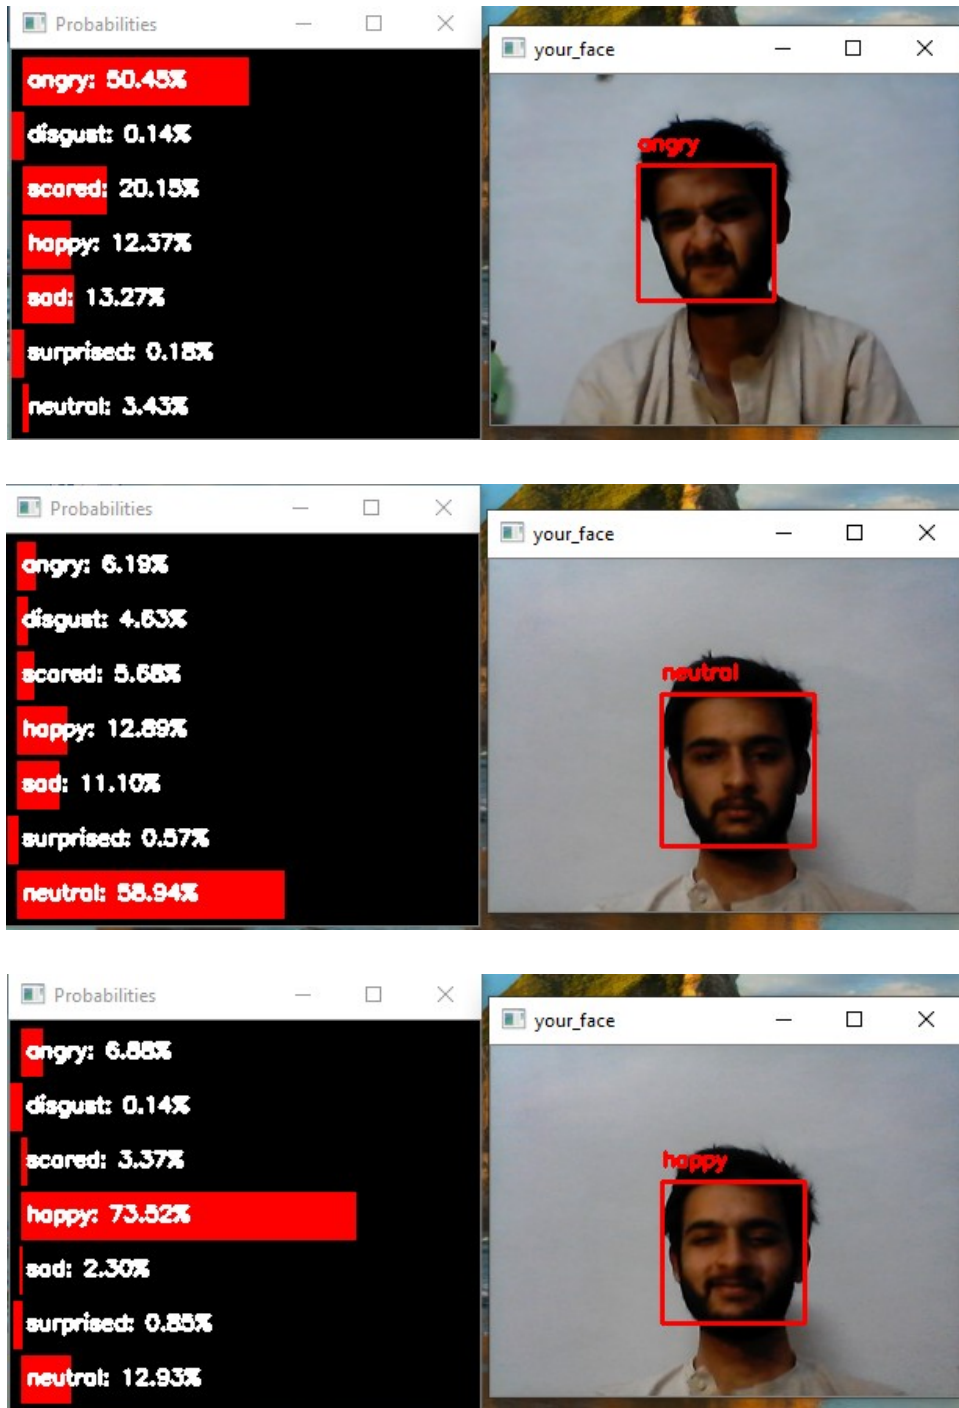 Probabilities
angry: 50.45%
disgust: 0.14%
scared: 20.15%
happy: 12.37%
sad: 13.27%
surprised: 0.18%
neutral: 3.43%
your_face
angry
Probabilities
angry: 6.19%
disgust: 4.63%
scared: 5.68%
happy: 12.89%
sad: 11.10%
surprised: 0.57%
neutral: 58.94%
your_face
neutral
Probabilities
angry: 6.88%
disgust: 0.14%
scared: 3.37%
happy: 73.52%
sad: 2.30%
surprised: 0.85%
neutral: 12.93%
your_face
happy